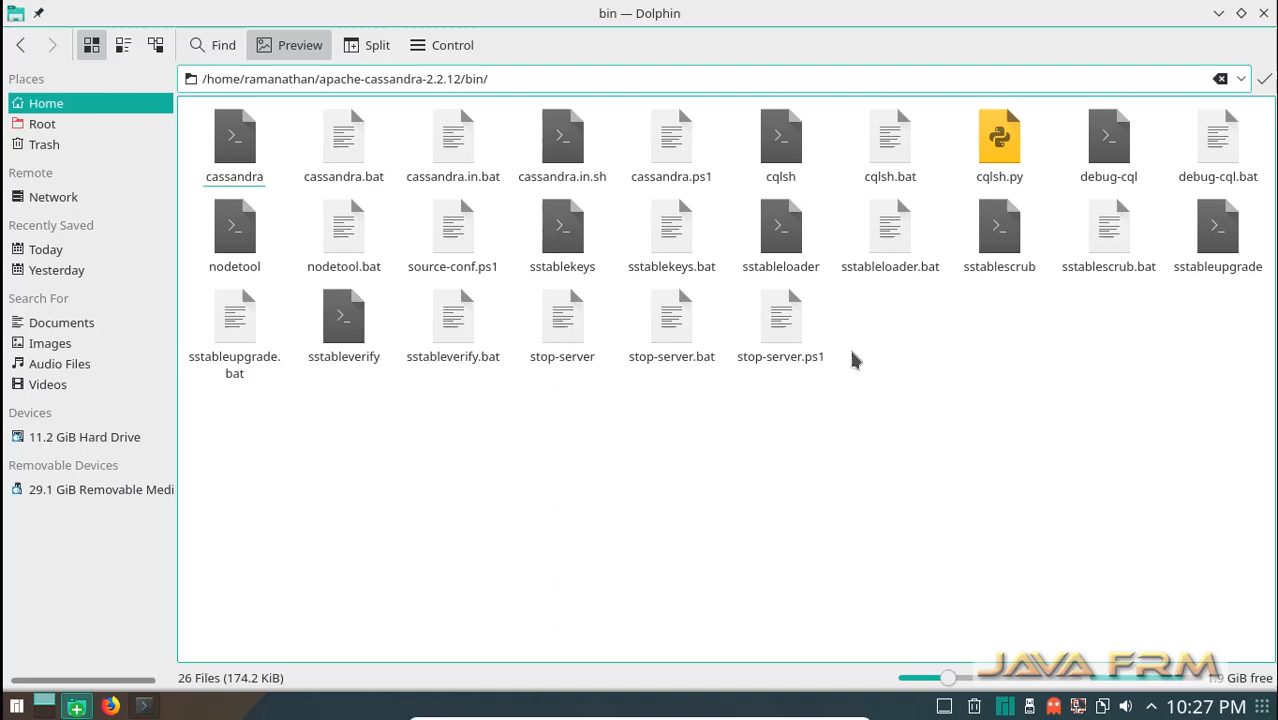 bin — Dolphin
Find
Preview
Split
Control
Places
/home/ramanathan/apache-cassandra-2.2.12/bin/
Home
Root
Trash
Remote
Network
Recently Saved
Today
Yesterday
Search For
Documents
Images
Audio Files
Videos
Devices
11.2 GiB Hard Drive
Removable Devices
29.1 GiB Removable Medi
cassandra
cassandra.bat
cassandra.in.bat
cassandra.in.sh
cassandra.ps1
cqlsh
cqlsh.bat
cqlsh.py
debug-cql
debug-cql.bat
nodetool
nodetool.bat
source-conf.ps1
sstablekeys
sstablekeys.bat
sstableloader
sstableloader.bat
sstablescrub
sstablescrub.bat
sstableupgrade
sstableupgrade.
bat
sstableverify
sstableverify.bat
stop-server
stop-server.bat
stop-server.ps1
26 Files (174.2 KiB)
JAVA FRM
GiB free
10:27 PM